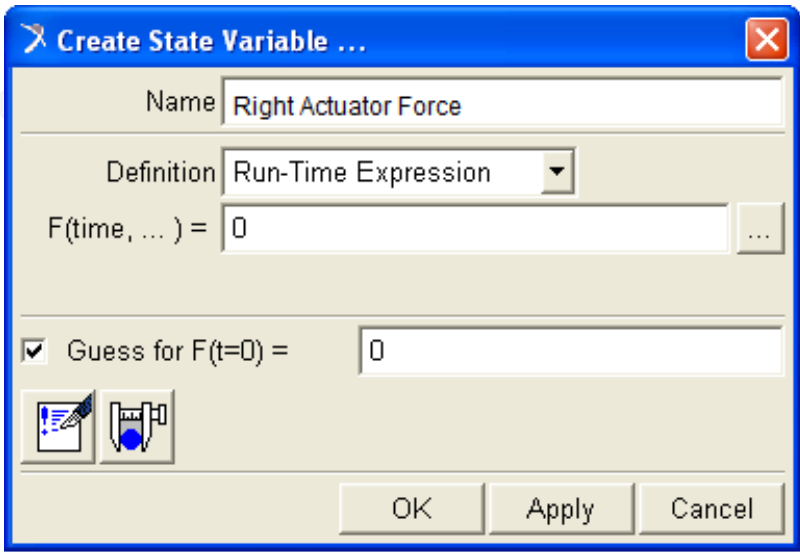 Create State Variable ...
Name Right Actuator Force
Definition Run-Time Expression
F(time, ... ) = 0 ...
Guess for F(t=0) = 0
OK Apply Cancel